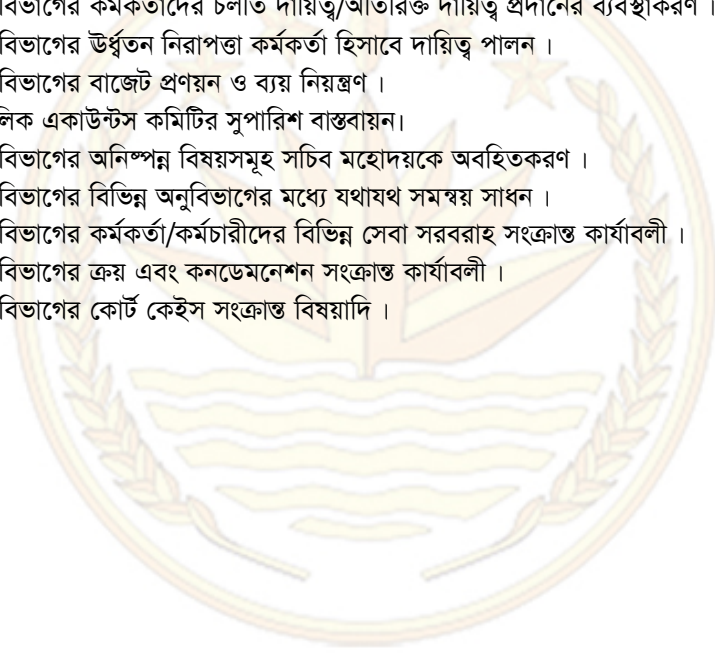 বিভাগের কর্মকর্তাদের চলতি দায়িত্ব/অতিরিক্ত দায়িত্ব প্রদানের ব্যবস্থাকরণ ।
বিভাগের ঊর্ধ্বতন নিরাপত্তা কর্মকর্তা হিসাবে দায়িত্ব পালন ।
বিভাগের বাজেট প্রণয়ন ও ব্যয় নিয়ন্ত্রণ ।
লিক একাউন্টস কমিটির সুপারিশ বাস্তবায়ন।
বিভাগের অনিষ্পন্ন বিষয়সমূহ সচিব মহোদয়কে অবহিতকরণ ।
বিভাগের বিভিন্ন অনুবিভাগের মধ্যে যথাযথ সমন্বয় সাধন ।
বিভাগের কর্মকর্তা/কর্মচারীদের বিভিন্ন সেবা সরবরাহ সংক্রান্ত কার্যাবলী ।
বিভাগের ক্রয় এবং কনডেমনেশন সংক্রান্ত কার্যাবলী ।
বিভাগের কোর্ট কেইস সংক্রান্ত বিষয়াদি ।